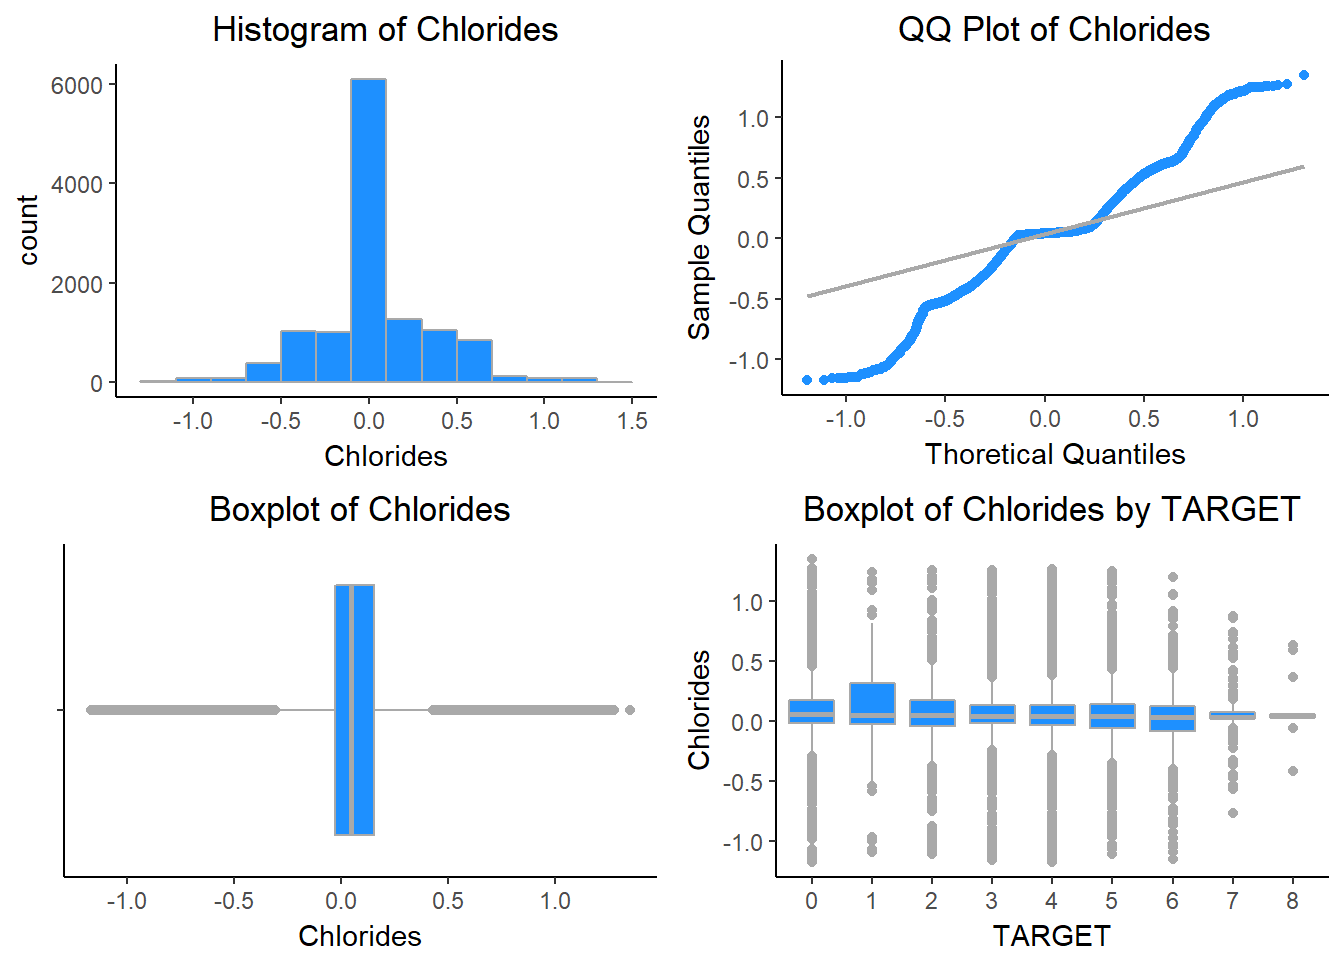 Histogram of Chlorides
6000
4000
2000
0
count
-1.0 -0.5 0.0 0.5 1.0 1.5
Chlorides
QQ Plot of Chlorides
1.0
0.5
0.0
-0.5
-1.0
Sample Quantiles
-1.0 -0.5 0.0 0.5 1.0
Thoretical Quantiles
Boxplot of Chlorides
-1.0 -0.5 0.0 0.5 1.0
Chlorides
Boxplot of Chlorides by TARGET
1.0
0.5
0.0
-0.5
-1.0
Chlorides
0 1 2 3 4 5 6 7 8
TARGET